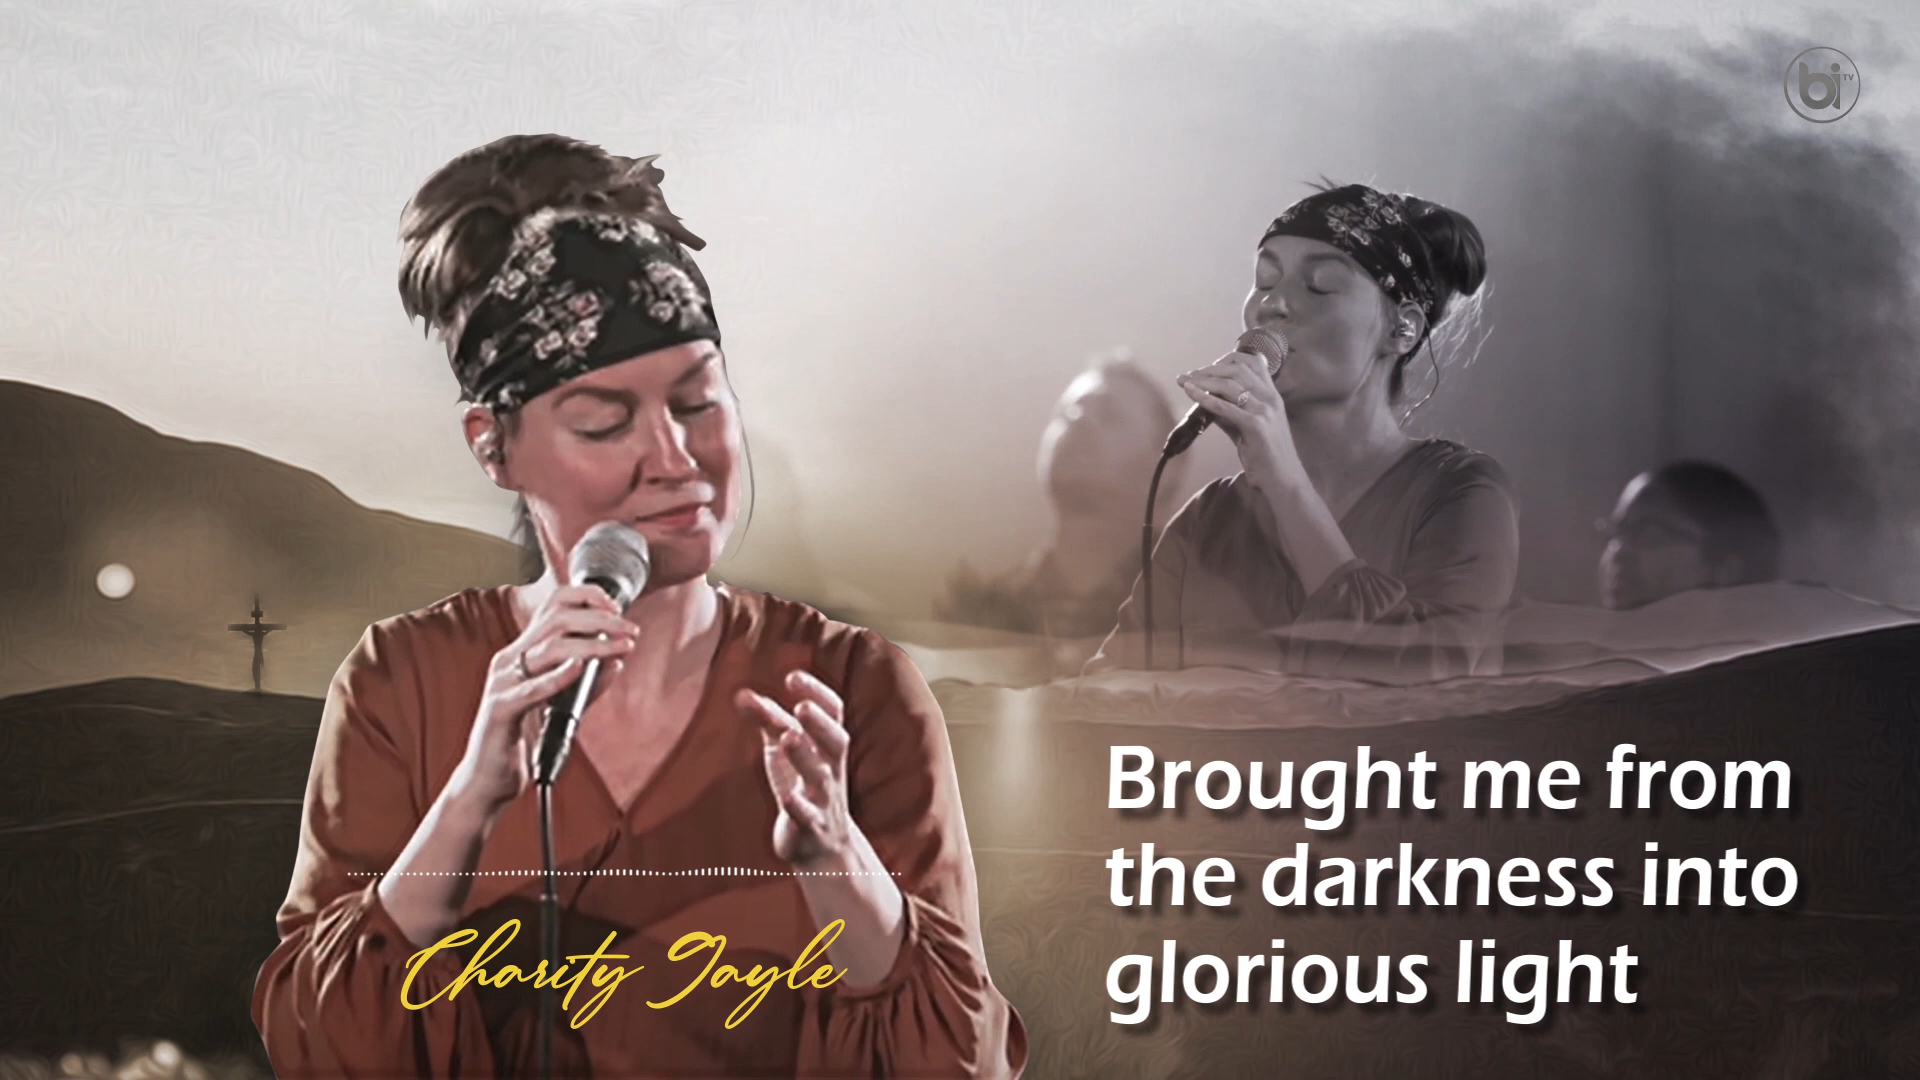 bi TV
Brought me from
the darkness into
glorious light
Charity Gayle